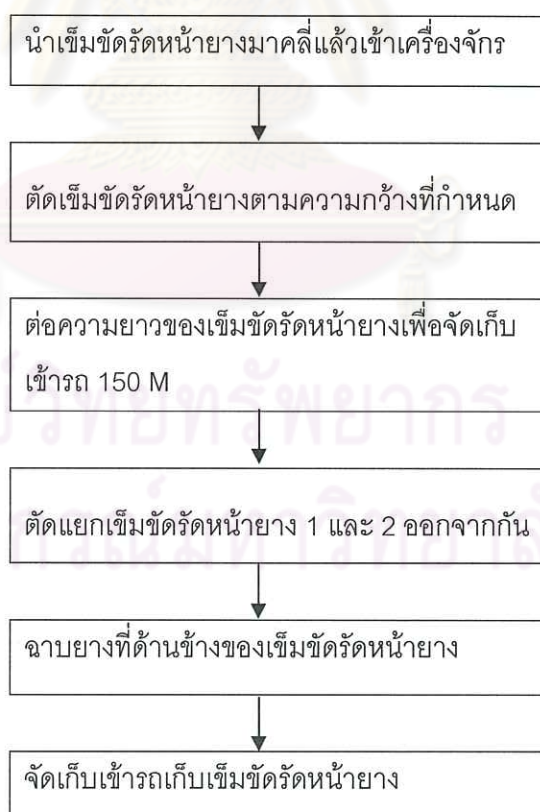 นำเข็มขัดรัดหน้ายางมาคลี่แล้วเข้าเครื่องจักร
ตัดเข็มขัดรัดหน้ายางตามความกว้างที่กำหนด
ต่อความยาวของเข็มขัดรัดหน้ายางเพื่อจัดเก็บ
เข้ารถ 150 M
ตัดแยกเข็มขัดรัดหน้ายาง 1 และ 2 ออกจากกัน
ฉาบยางที่ด้านข้างของเข็มขัดรัดหน้ายาง
จัดเก็บเข้ารถเก็บเข็มขัดรัดหน้ายาง